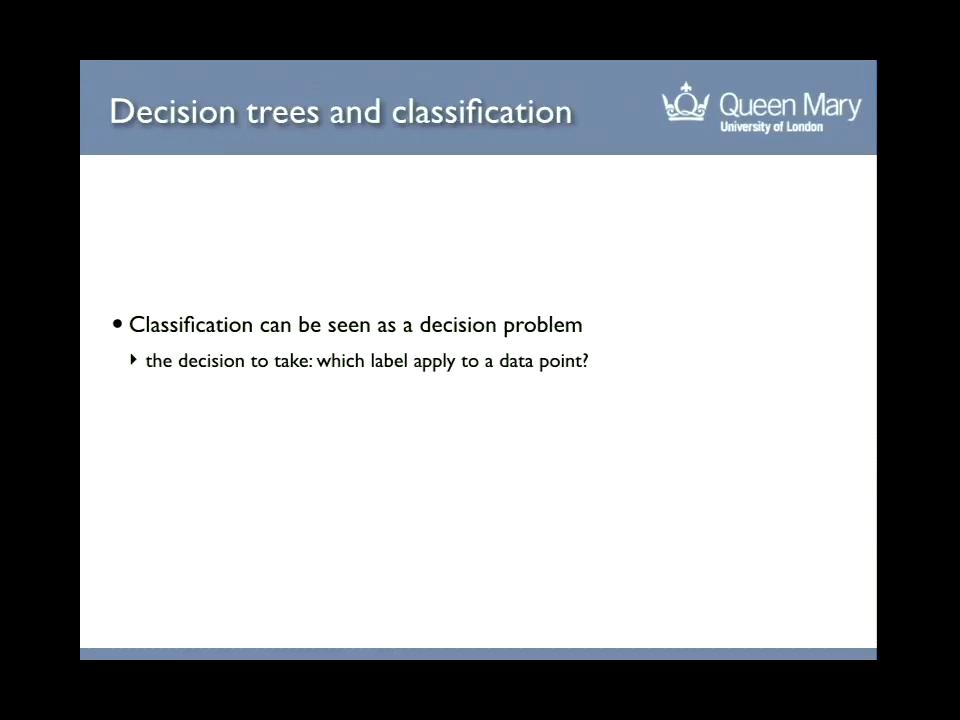 Decision trees and classification
Queen Mary
University of London
• Classification can be seen as a decision problem
‣ the decision to take: which label apply to a data point?